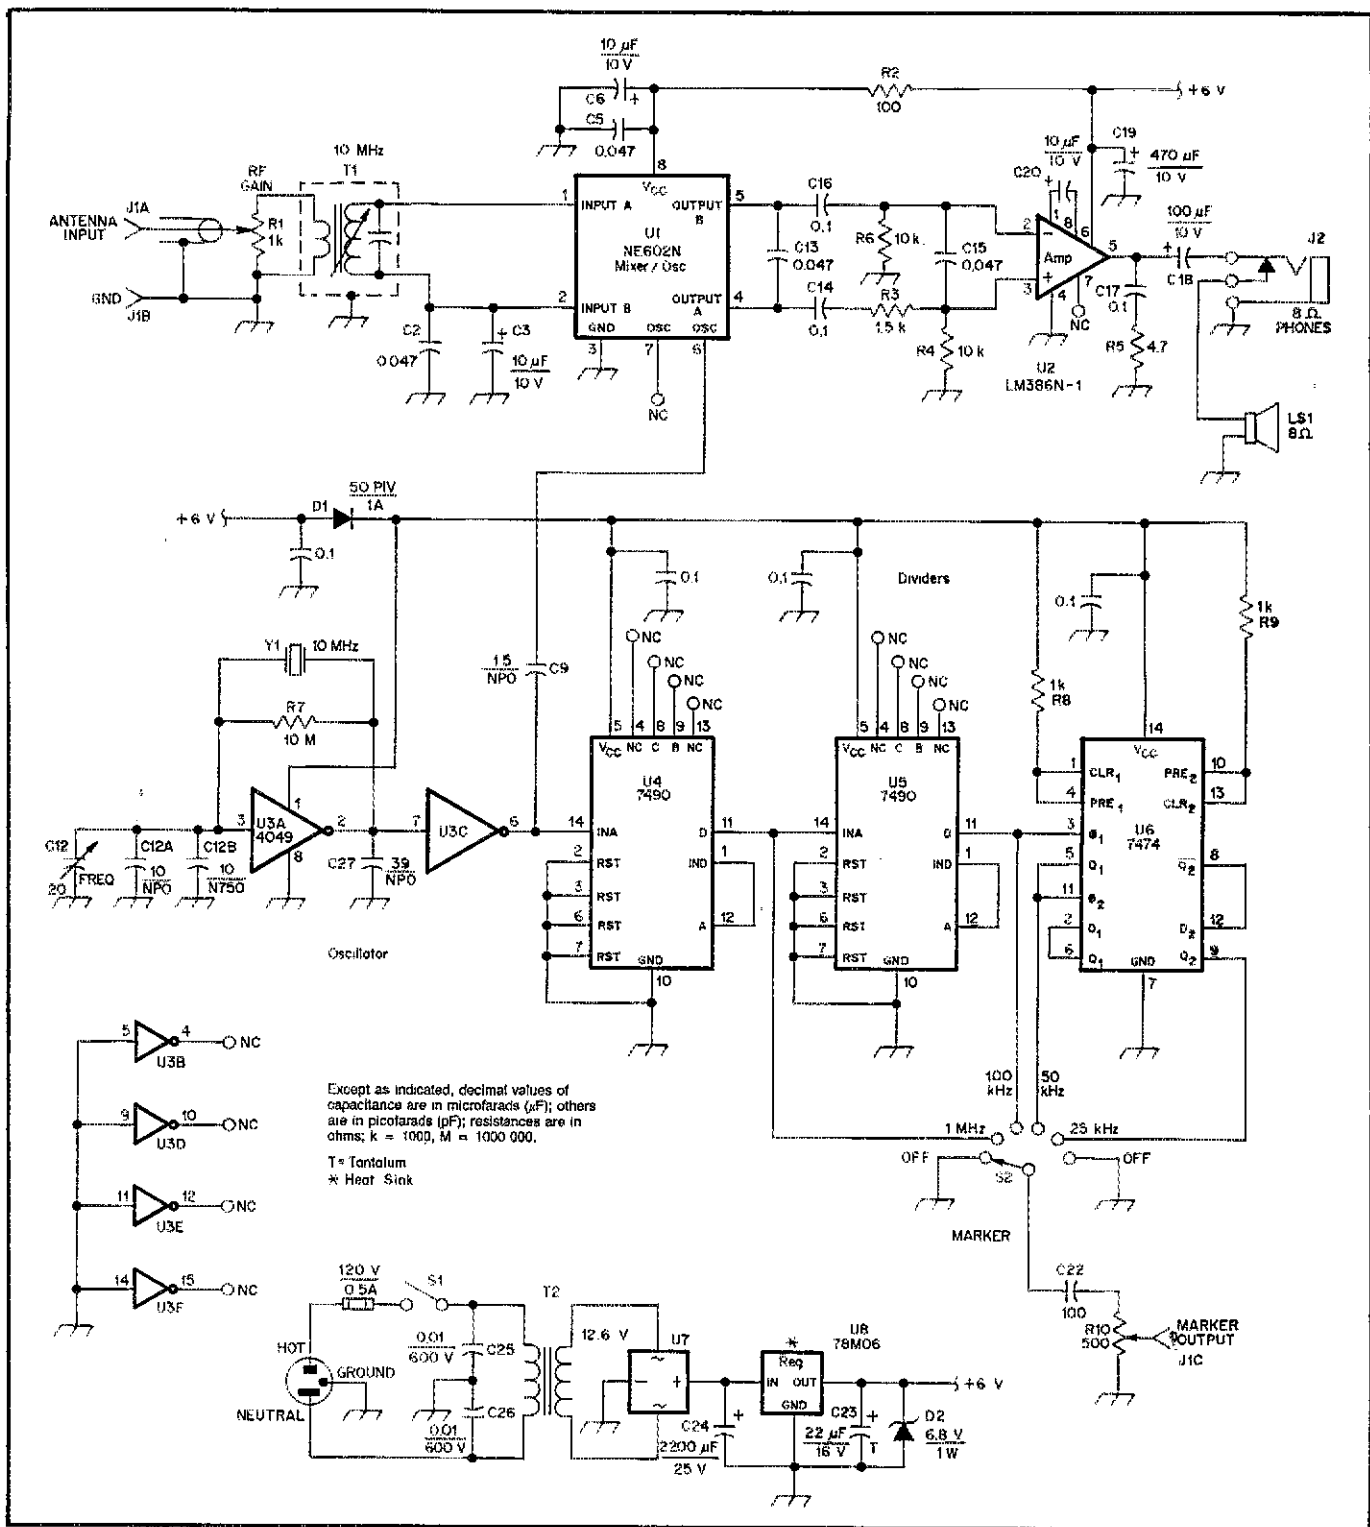 10 µF
10 V
C6
+
C5
0.047
R2
100
+6 V
10 MHz
T1
RF
GAIN
J1A
ANTENNA
INPUT
R1
1k
GND
J1B
C2
0.047
+
C3
10 µF
10 V
8
VCC
1
INPUT A
OUTPUT
B
5
U1
NE602N
Mixer / Osc
2
INPUT B
OUTPUT
A
4
GND
OSC
OSC
3
7
6
NC
C16
0.1
R6
10 k
C13
0.047
C15
0.047
C14
0.1
R3
1.5 k
R4
10 k
10 µF
10 V
C20
+
1
8
6
2
-
Amp
+
3
4
5
7
NC
U2
LM386N-1
C19
+
470 µF
10 V
100 µF
10 V
+
C18
C17
0.1
R5
4.7
J2
8 Ω
PHONES
LS1
8Ω
+6 V
D1
50 PIV
1A
0.1
Y1
10 MHz
R7
10 M
15
NPO
C9
0.1
NC
NC
NC
NC
5
4
8
9
13
VCC
NC
C
B
NC
U4
7490
14
INA
D
11
2
RST
IND
1
3
RST
6
RST
A
12
7
RST
GND
10
0.1
Dividers
NC
NC
NC
NC
5
4
8
9
13
VCC
NC
C
B
NC
U5
7490
14
INA
D
11
2
RST
IND
1
3
RST
6
RST
A
12
7
RST
GND
10
0.1
1k
R8
1k
R9
14
VCC
1
CLR1
PRE2
10
4
PRE1
CLR2
13
U6
7474
3
5
Q1
Q2
8
11
2
D1
D2
12
6
Q1
Q2
9
GND
7
C12
20
FREQ
C12A
10
NPO
C12B
10
N750
3
U3A
4049
1
2
8
C27
39
NPO
7
U3C
6
Oscillator
5
4
NC
U3B
9
10
NC
U3D
11
12
NC
U3E
14
15
NC
U3F
Except as indicated, decimal values of
capacitance are in microfarads (µF); others
are in picofarads (pF); resistances are in
ohms; k = 1000, M = 1000 000.
T = Tantalum
* Heat Sink
100
kHz
50
kHz
1 MHz
25 kHz
OFF
OFF
S2
MARKER
C22
100
R10
500
MARKER
OUTPUT
J1C
120 V
0.5A
S1
HOT
GROUND
NEUTRAL
0.01
600 V
C25
C26
0.01
600 V
T2
12.6 V
U7
~
-
+
~
C24
+
2200 µF
25 V
U8
78M06
*
Reg
IN
OUT
GND
C23
+
22 µF
16 V
T
D2
6.8 V
1W
+6 V